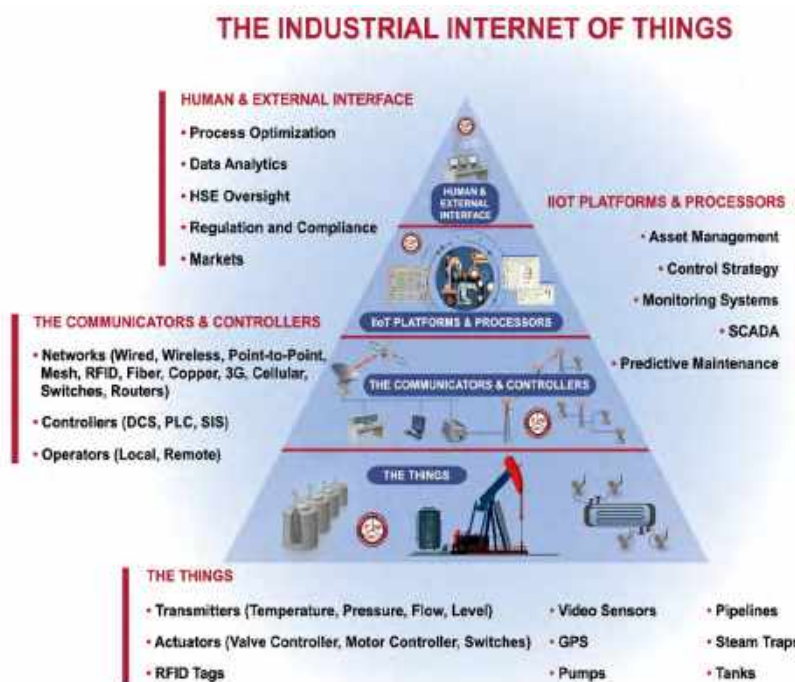 THE INDUSTRIAL INTERNET OF THINGS
HUMAN & EXTERNAL INTERFACE
• Process Optimization
• Data Analytics
• HSE Oversight
• Regulation and Compliance
• Markets
HUMAN &
EXTERNAL
INTERFACE
IIOT PLATFORMS & PROCESSORS
• Asset Management
• Control Strategy
• Monitoring Systems
• SCADA
• Predictive Maintenance
IIoT PLATFORMS & PROCESSORS
THE COMMUNICATORS & CONTROLLERS
• Networks (Wired, Wireless, Point-to-Point,
Mesh, RFID, Fiber, Copper, 3G, Cellular,
Switches, Routers)
• Controllers (DCS, PLC, SIS)
• Operators (Local, Remote)
THE COMMUNICATORS & CONTROLLERS
THE THINGS
THE THINGS
• Transmitters (Temperature, Pressure, Flow, Level)
• Actuators (Valve Controller, Motor Controller, Switches)
• RFID Tags
• Video Sensors
• GPS
• Pumps
• Pipelines
• Steam Traps
• Tanks